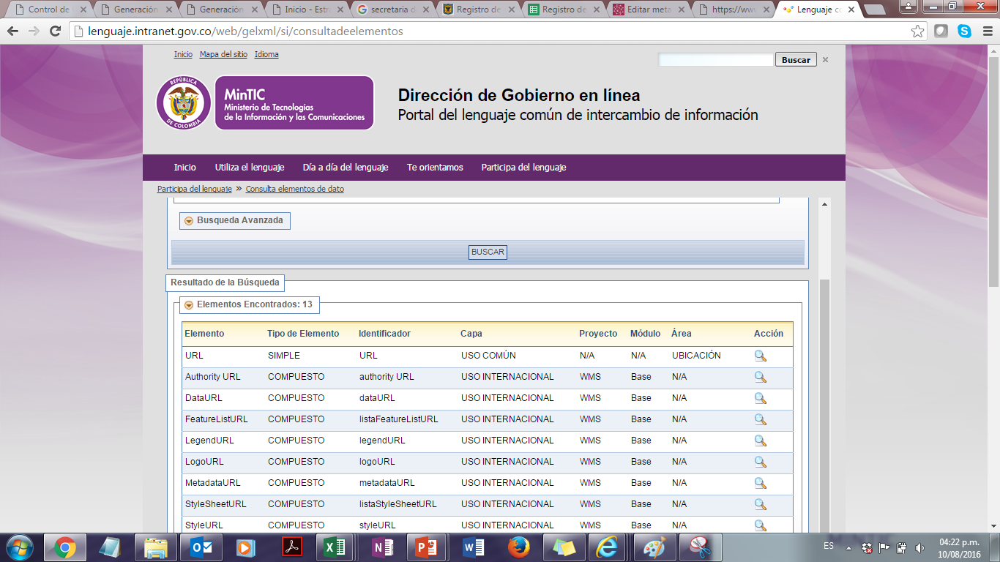 Control de
Generación
Generación
Inicio - Estra
secretaria d
Registro de
Registro de
Editar meta
https://www
Lenguaje co
lenguaje.intranet.gov.co/web/gelxml/si/consultadeelementos
Inicio Mapa del sitio Idioma
Buscar
REPÚBLICA
DE COLOMBIA
MinTIC
Ministerio de Tecnologías
de la Información y las Comunicaciones
Dirección de Gobierno en línea
Portal del lenguaje común de intercambio de información
Inicio Utiliza el lenguaje Día a día del lenguaje Te orientamos Participa del lenguaje
Participa del lenguaje » Consulta elementos de dato
Busqueda Avanzada
BUSCAR
Resultado de la Búsqueda
Elementos Encontrados: 13
Elemento Tipo de Elemento Identificador Capa Proyecto Módulo Área Acción
URL SIMPLE URL USO COMÚN N/A N/A UBICACIÓN
Authority URL COMPUESTO authority URL USO INTERNACIONAL WMS Base N/A
DataURL COMPUESTO dataURL USO INTERNACIONAL WMS Base N/A
FeatureListURL COMPUESTO listaFeatureListURL USO INTERNACIONAL WMS Base N/A
LegendURL COMPUESTO legendURL USO INTERNACIONAL WMS Base N/A
LogoURL COMPUESTO logoURL USO INTERNACIONAL WMS Base N/A
MetadataURL COMPUESTO metadataURL USO INTERNACIONAL WMS Base N/A
StyleSheetURL COMPUESTO listaStyleSheetURL USO INTERNACIONAL WMS Base N/A
StyleURL COMPUESTO styleURL USO INTERNACIONAL WMS Base N/A
ES
04:22 p.m.
10/08/2016